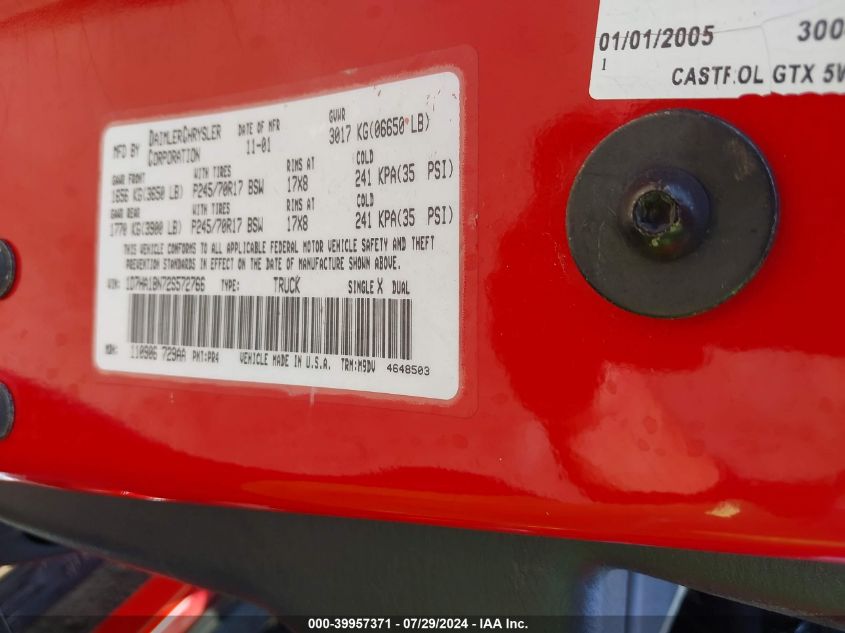 01/01/2005 300
1
CASTROL GTX 5W
MFD BY DAIMLERCHRYSLER CORPORATION DATE OF MFR 11-01 GVWR 3017 KG(06650 LB)
GAWR FRONT WITH TIRES RIMS AT COLD
1656 KG(3650 LB) P245/70R17 BSW 17X8 241 KPA(35 PSI)
GAWR REAR WITH TIRES RIMS AT COLD
1770 KG(3900 LB) P245/70R17 BSW 17X8 241 KPA(35 PSI)
THIS VEHICLE CONFORMS TO ALL APPLICABLE FEDERAL MOTOR VEHICLE SAFETY AND THEFT
PREVENTION STANDARDS IN EFFECT ON THE DATE OF MANUFACTURE SHOWN ABOVE.
VIN: 1D7HA18N72S572766 TYPE: TRUCK SINGLE X DUAL
MDH: 110906 729AA PNT:PR4 VEHICLE MADE IN U.S.A. TRM:M9DV 4648503
000-39957371 | 07/29/2024 - IAA Inc.